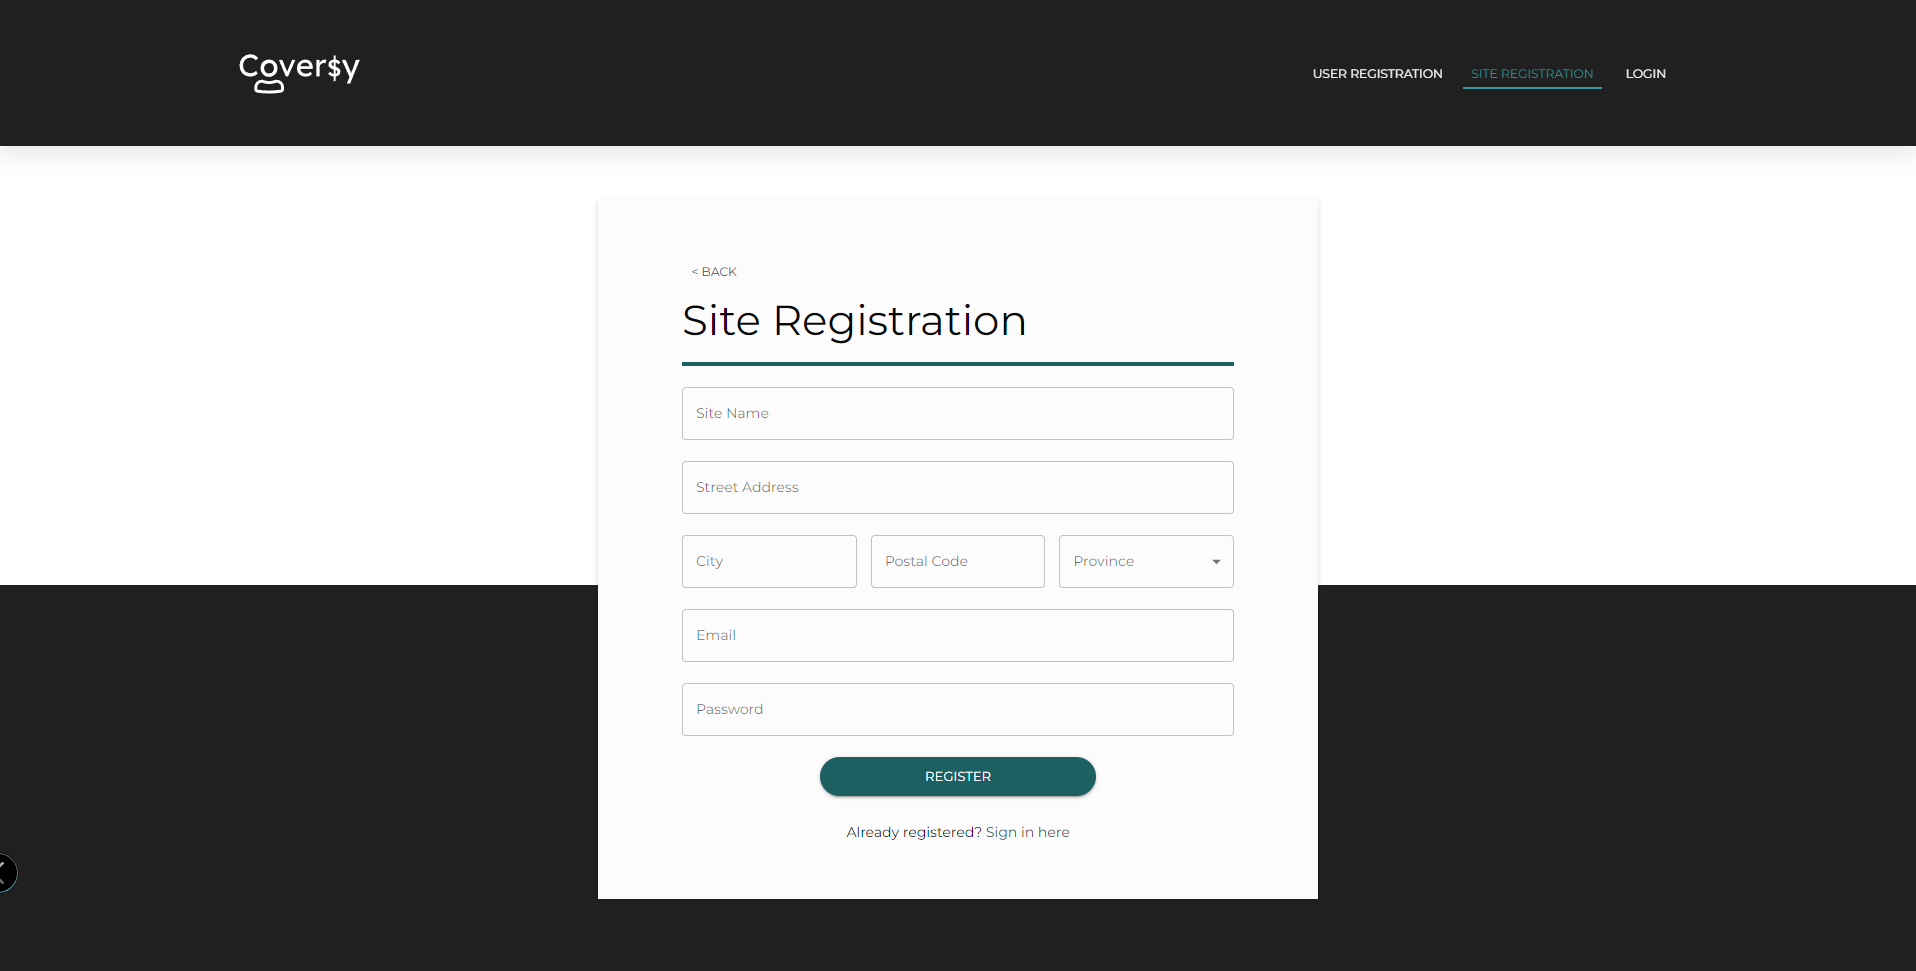 Cover$y
USER REGISTRATION
SITE REGISTRATION
LOGIN
< BACK
Site Registration
Site Name
Street Address
City
Postal Code
Province
Email
Password
REGISTER
Already registered? Sign in here